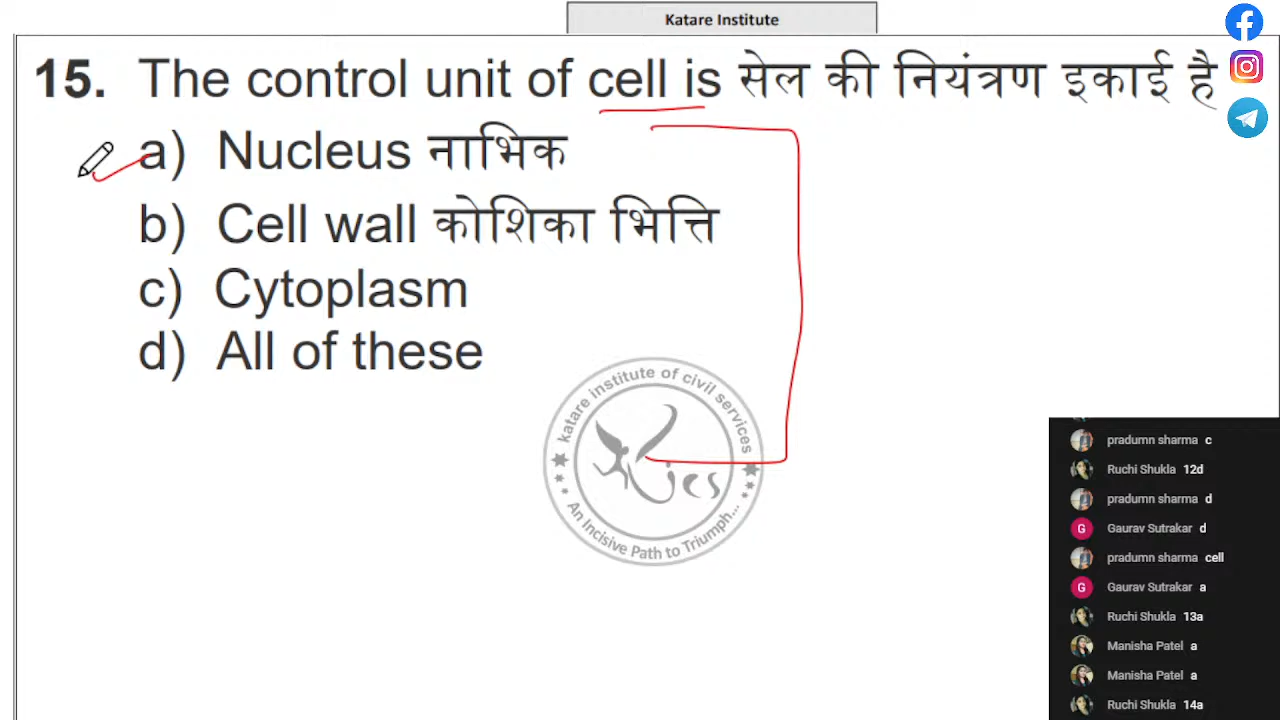 Katare Institute
15. The control unit of cell is सेल की नियंत्रण इकाई है
a) Nucleus नाभिक
b) Cell wall कोशिका भित्ति
c) Cytoplasm
d) All of these
katare institute of civil services
kics
An Incisive Path to Triumph...
pradumn sharma c
Ruchi Shukla 12d
pradumn sharma d
G Gaurav Sutrakar d
pradumn sharma cell
G Gaurav Sutrakar a
Ruchi Shukla 13a
Manisha Patel a
Manisha Patel a
Ruchi Shukla 14a